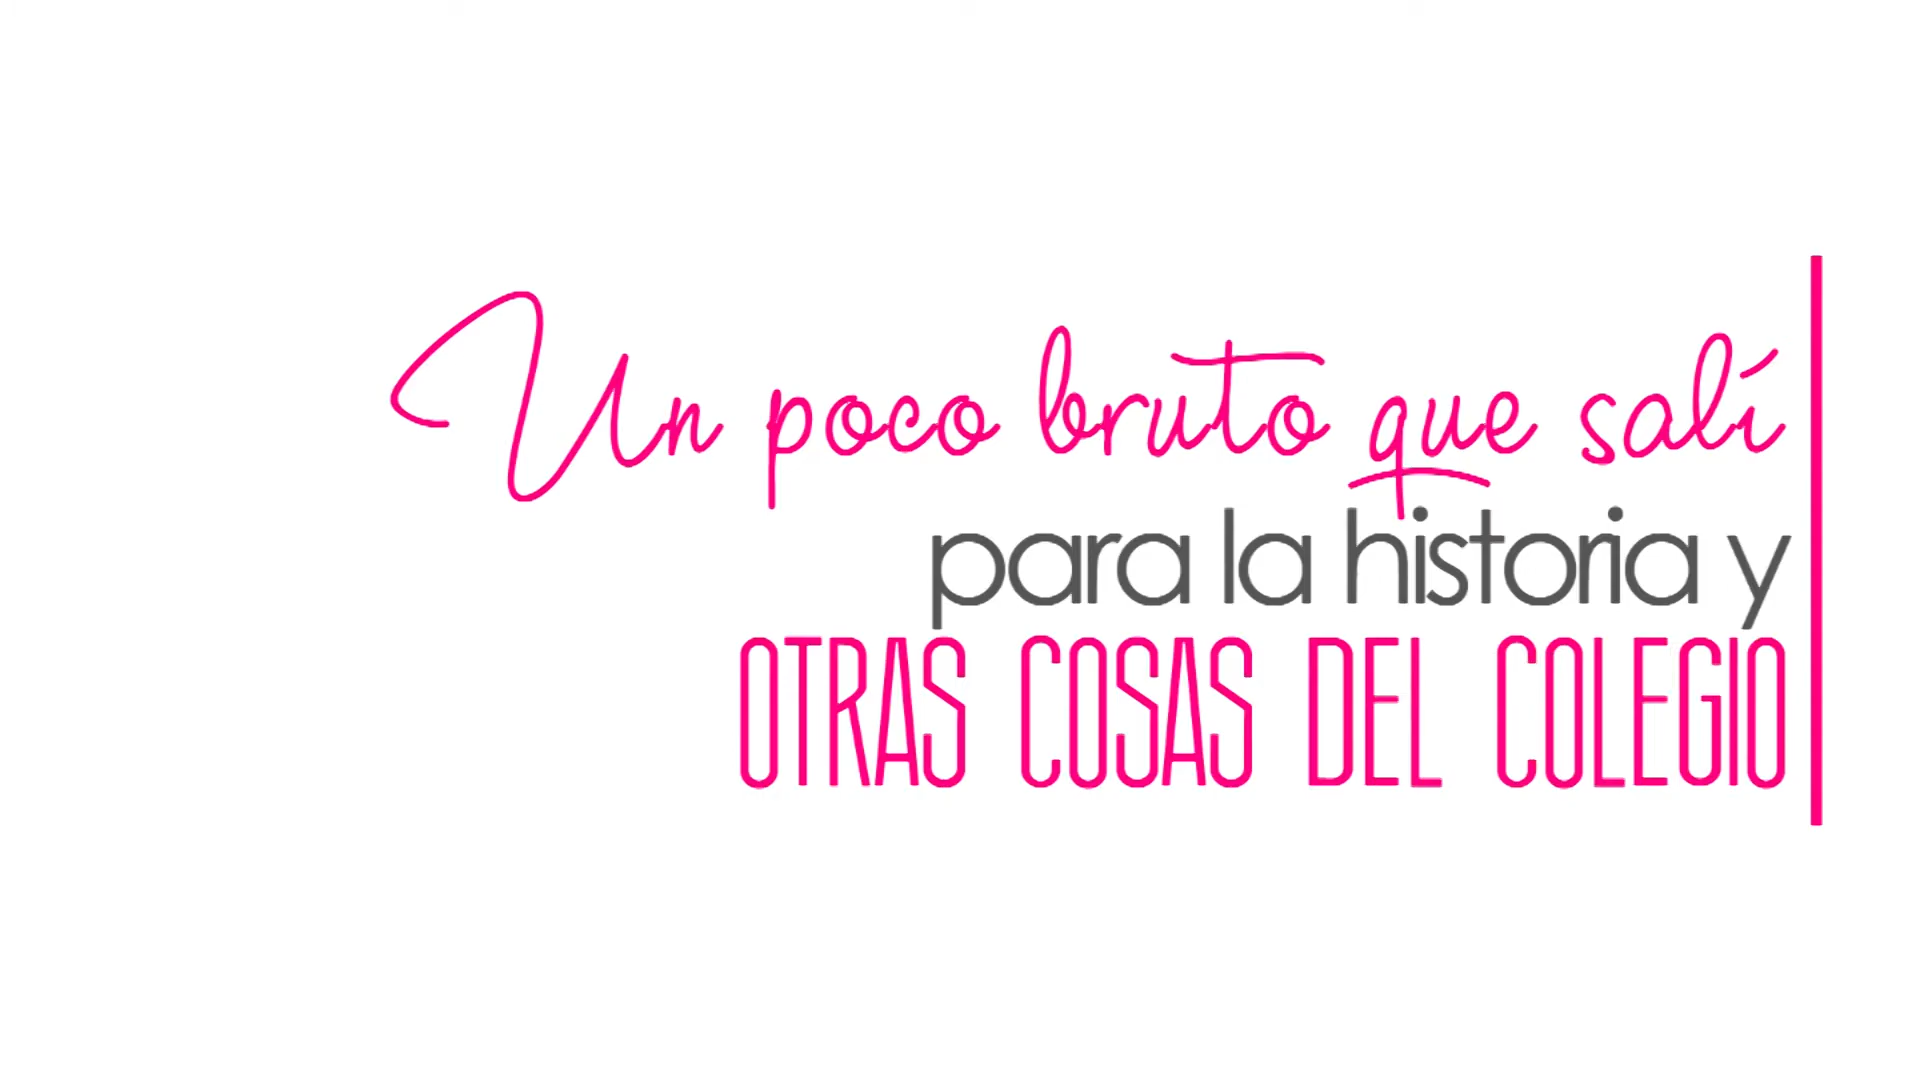 Un poco bruto que salí
para la historia y
OTRAS COSAS DEL COLEGIO